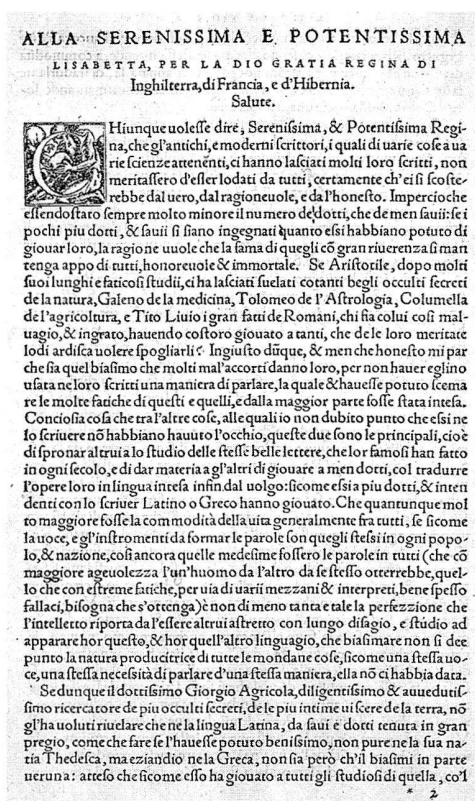 ALLA SERENISSIMA E POTENTISSIMA
LISABETTA, PER LA DIO GRATIA REGINA DI
Inghilterra, di Francia, e d'Hibernia.
Salute.
CHiunque uolesse dire, Serenissima, & Potentissima Regi-
na, che gl'antichi, e moderni scrittori, i quali di uarie cose a ua
rie scienze attenenti, ci hanno lasciati molti loro scritti, non
meritassero d'esser lodati da tutti, certamente ch'ei si scoste-
rebbe dal uero, dal ragioneuole, e da l'honesto. Impercioche
essendo stato sempre molto minore il numero de dotti, che de men sauii: se i
pochi piu dotti, & sauii si siano ingegnati quanto essi habbiano potuto di
giouar loro, la ragione uuole che la fama di quegli cõ gran riuerenza si man
tenga appo di tutti, honoreuole & immortale. Se Aristotile, dopo molti
suoi lunghi e faticosi studii, ci ha lasciati suelati cotanti begli occulti secreti
de la natura, Galeno de la medicina, Tolomeo de l'Astrologia, Columella
de l'agricoltura, e Tito Liuio i gran fatti de Romani, chi sia colui così mal-
uagio, & ingrato, hauendo costoro giouato a tanti, che de le loro meritate
lodi ardisca uolere spogliarli? Ingiusto dũque, & men che honesto mi par
che sia quel biasimo che molti mal'accorti danno loro, per non hauer eglino
usata ne loro scritti una maniera di parlare, la quale & hauesse potuto scema
re le molte fatiche di questi e quelli, e dalla maggior parte fosse stata intesa.
Conciosia cosa che tra l'altre cose, alle quali io non dubito punto che essi ne
lo scriuere nõ habbiano hauuto l'occhio, queste due sono le principali, cioè
di spronar altrui a lo studio delle stesse belle lettere, che lor famosi han fatto
in ogni secolo, e di dar materia a gl'altri di giouare a men dotti, col tradurre
l'opere loro in lingua intesa infin dal uolgo: sicome essi a piu dotti, & inten
denti con lo scriuer Latino o Greco hanno giouato. Che quantunque mol
to maggiore fosse la commodità della uita generalmente fra tutti, se sicome
la uoce, e gl'instromenti da formar le parole son quegli stessi in ogni popo-
lo, & nazione, così ancora quelle medesime fossero le parole in tutti (che cõ
maggiore ageuolezza l'un'huomo da l'altro da se stesso otterrebbe, quel-
lo che con estreme fatiche, per uia di uarii mezzani & interpreti, bene spesso
fallaci, bisogna che s'ottenga) è non di meno tanta e tale la perfezzione che
l'intelletto riporta da l'essere altrui astretto con lungo disagio, e studio ad
apparare hor questo, & hor quell'altro linguagio, che biasimare non si dee
punto la natura producitrice di tutte le mondane cose, sicome una stessa uo-
ce, una stessa necessità di parlare d'una stessa maniera, ella nõ ci habbia data.
Se dunque il dottissimo Giorgio Agricola, diligentissimo & auuedutis-
simo ricercatore de piu occulti secreti, de le piu intime uiscere de la terra, nõ
gl'ha uoluti riuelare che ne la lingua Latina, da saui e dotti tenuta in gran
pregio, come che fare se l'hauesse potuto benissimo, non pure ne la sua na-
tia Thedesca, ma eziandio ne la Greca, non sia però ch'il biasimi in parte
ueruna: atteso che sicome esso ha giouato a tutti gli studiosi di quella, co'l
* 2